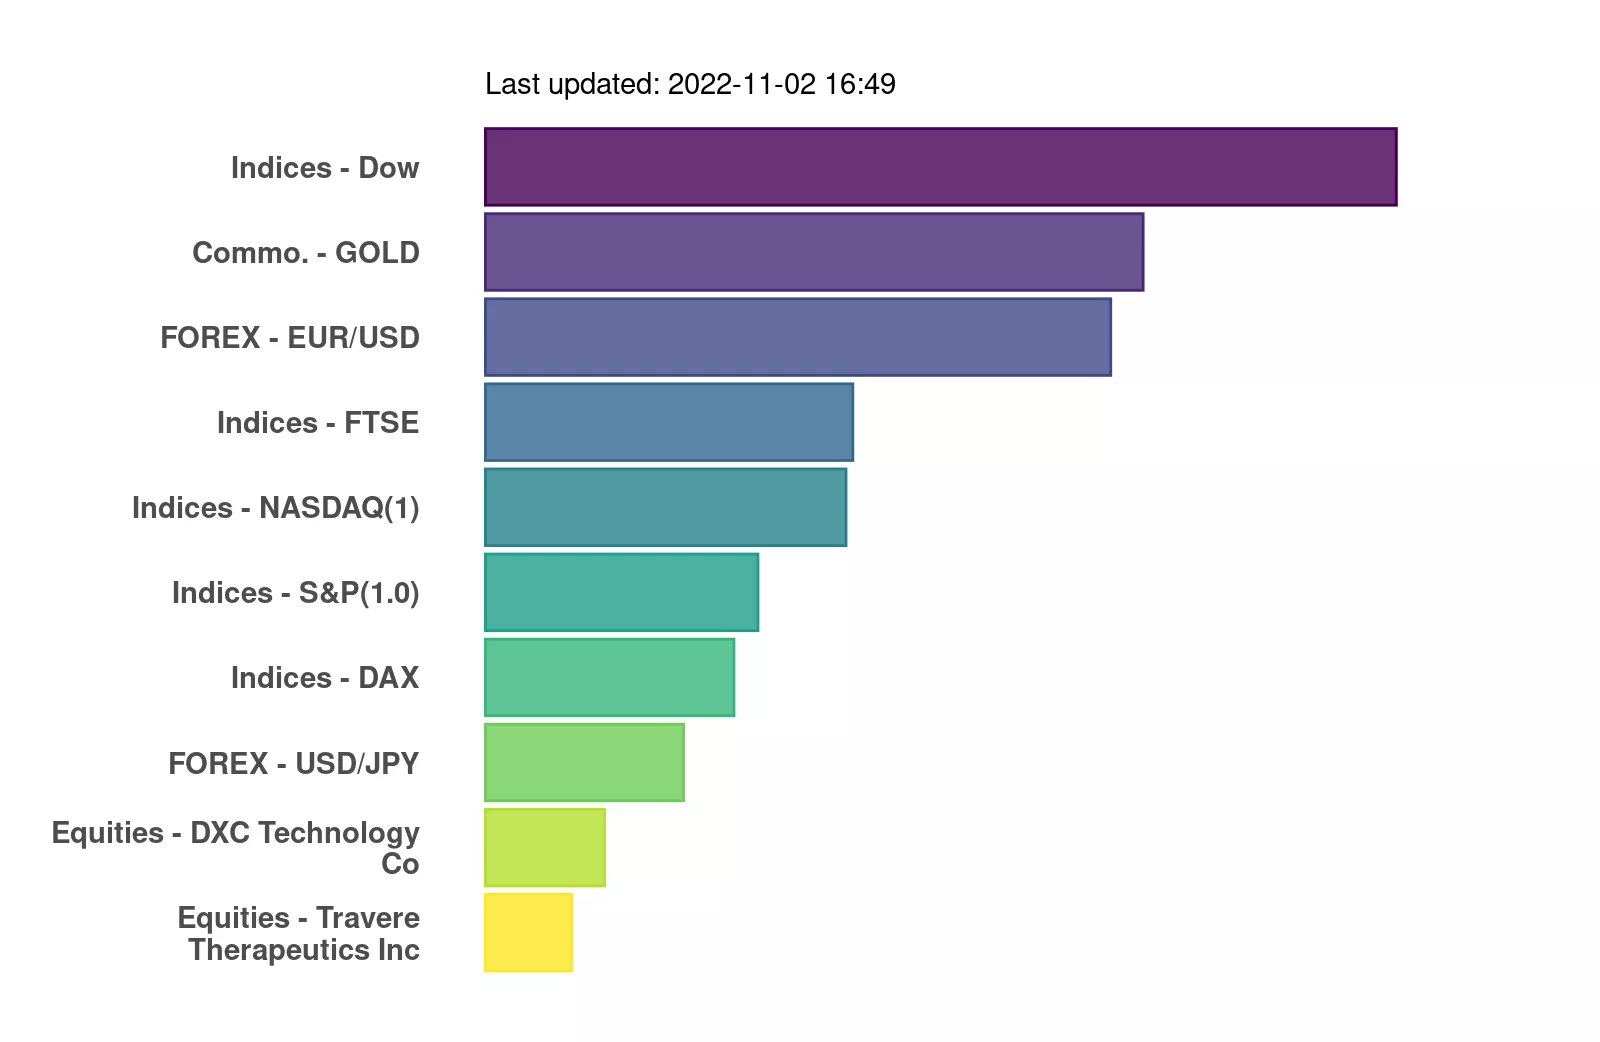 Last updated: 2022-11-02 16:49
Indices - Dow
Commo. - GOLD
FOREX - EUR/USD
Indices - FTSE
Indices - NASDAQ(1)
Indices - S&P(1.0)
Indices - DAX
FOREX - USD/JPY
Equities - DXC Technology
Co
Equities - Travere
Therapeutics Inc